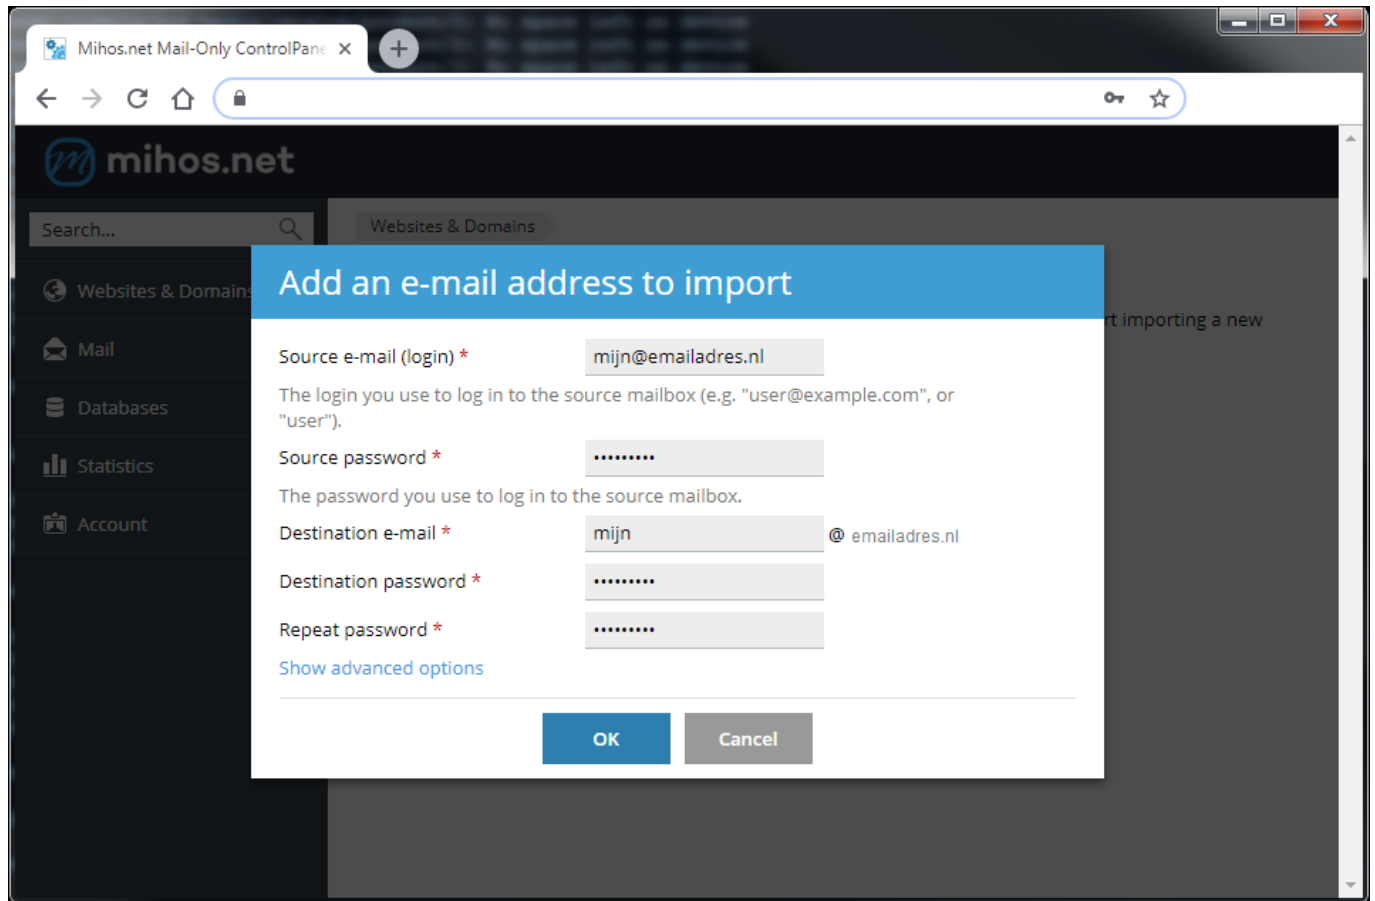 Mihos.net Mail-Only ControlPane
mihos.net
Search...
Websites & Domains
Websites & Domains
Mail
Databases
Statistics
Account
rt importing a new
Add an e-mail address to import
Source e-mail (login) * mijn@emailadres.nl
The login you use to log in to the source mailbox (e.g. "user@example.com", or
"user").
Source password * •••••••••
The password you use to log in to the source mailbox.
Destination e-mail * mijn @ emailadres.nl
Destination password * •••••••••
Repeat password * •••••••••
Show advanced options
OK Cancel